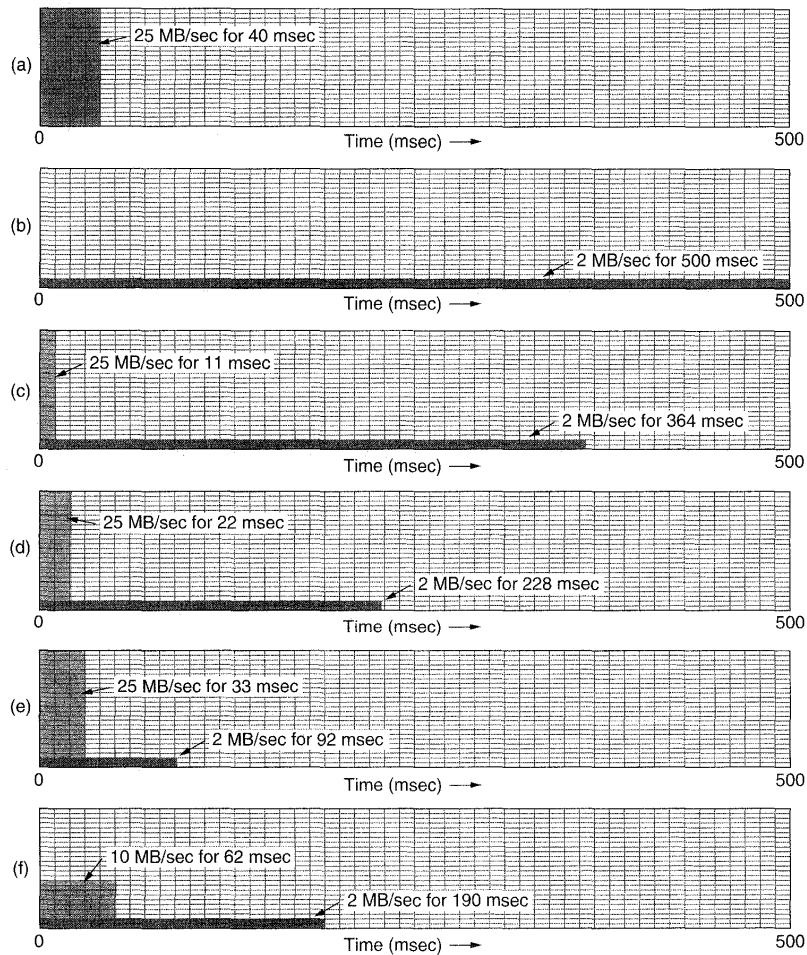 25 MB/sec for 40 msec
(a)
0 Time (msec) 500
(b)
2 MB/sec for 500 msec
0 Time (msec) 500
25 MB/sec for 11 msec
(c)
2 MB/sec for 364 msec
0 Time (msec) 500
25 MB/sec for 22 msec
(d)
2 MB/sec for 228 msec
0 Time (msec) 500
25 MB/sec for 33 msec
(e)
2 MB/sec for 92 msec
0 Time (msec) 500
10 MB/sec for 62 msec
(f)
2 MB/sec for 190 msec
0 Time (msec) 500